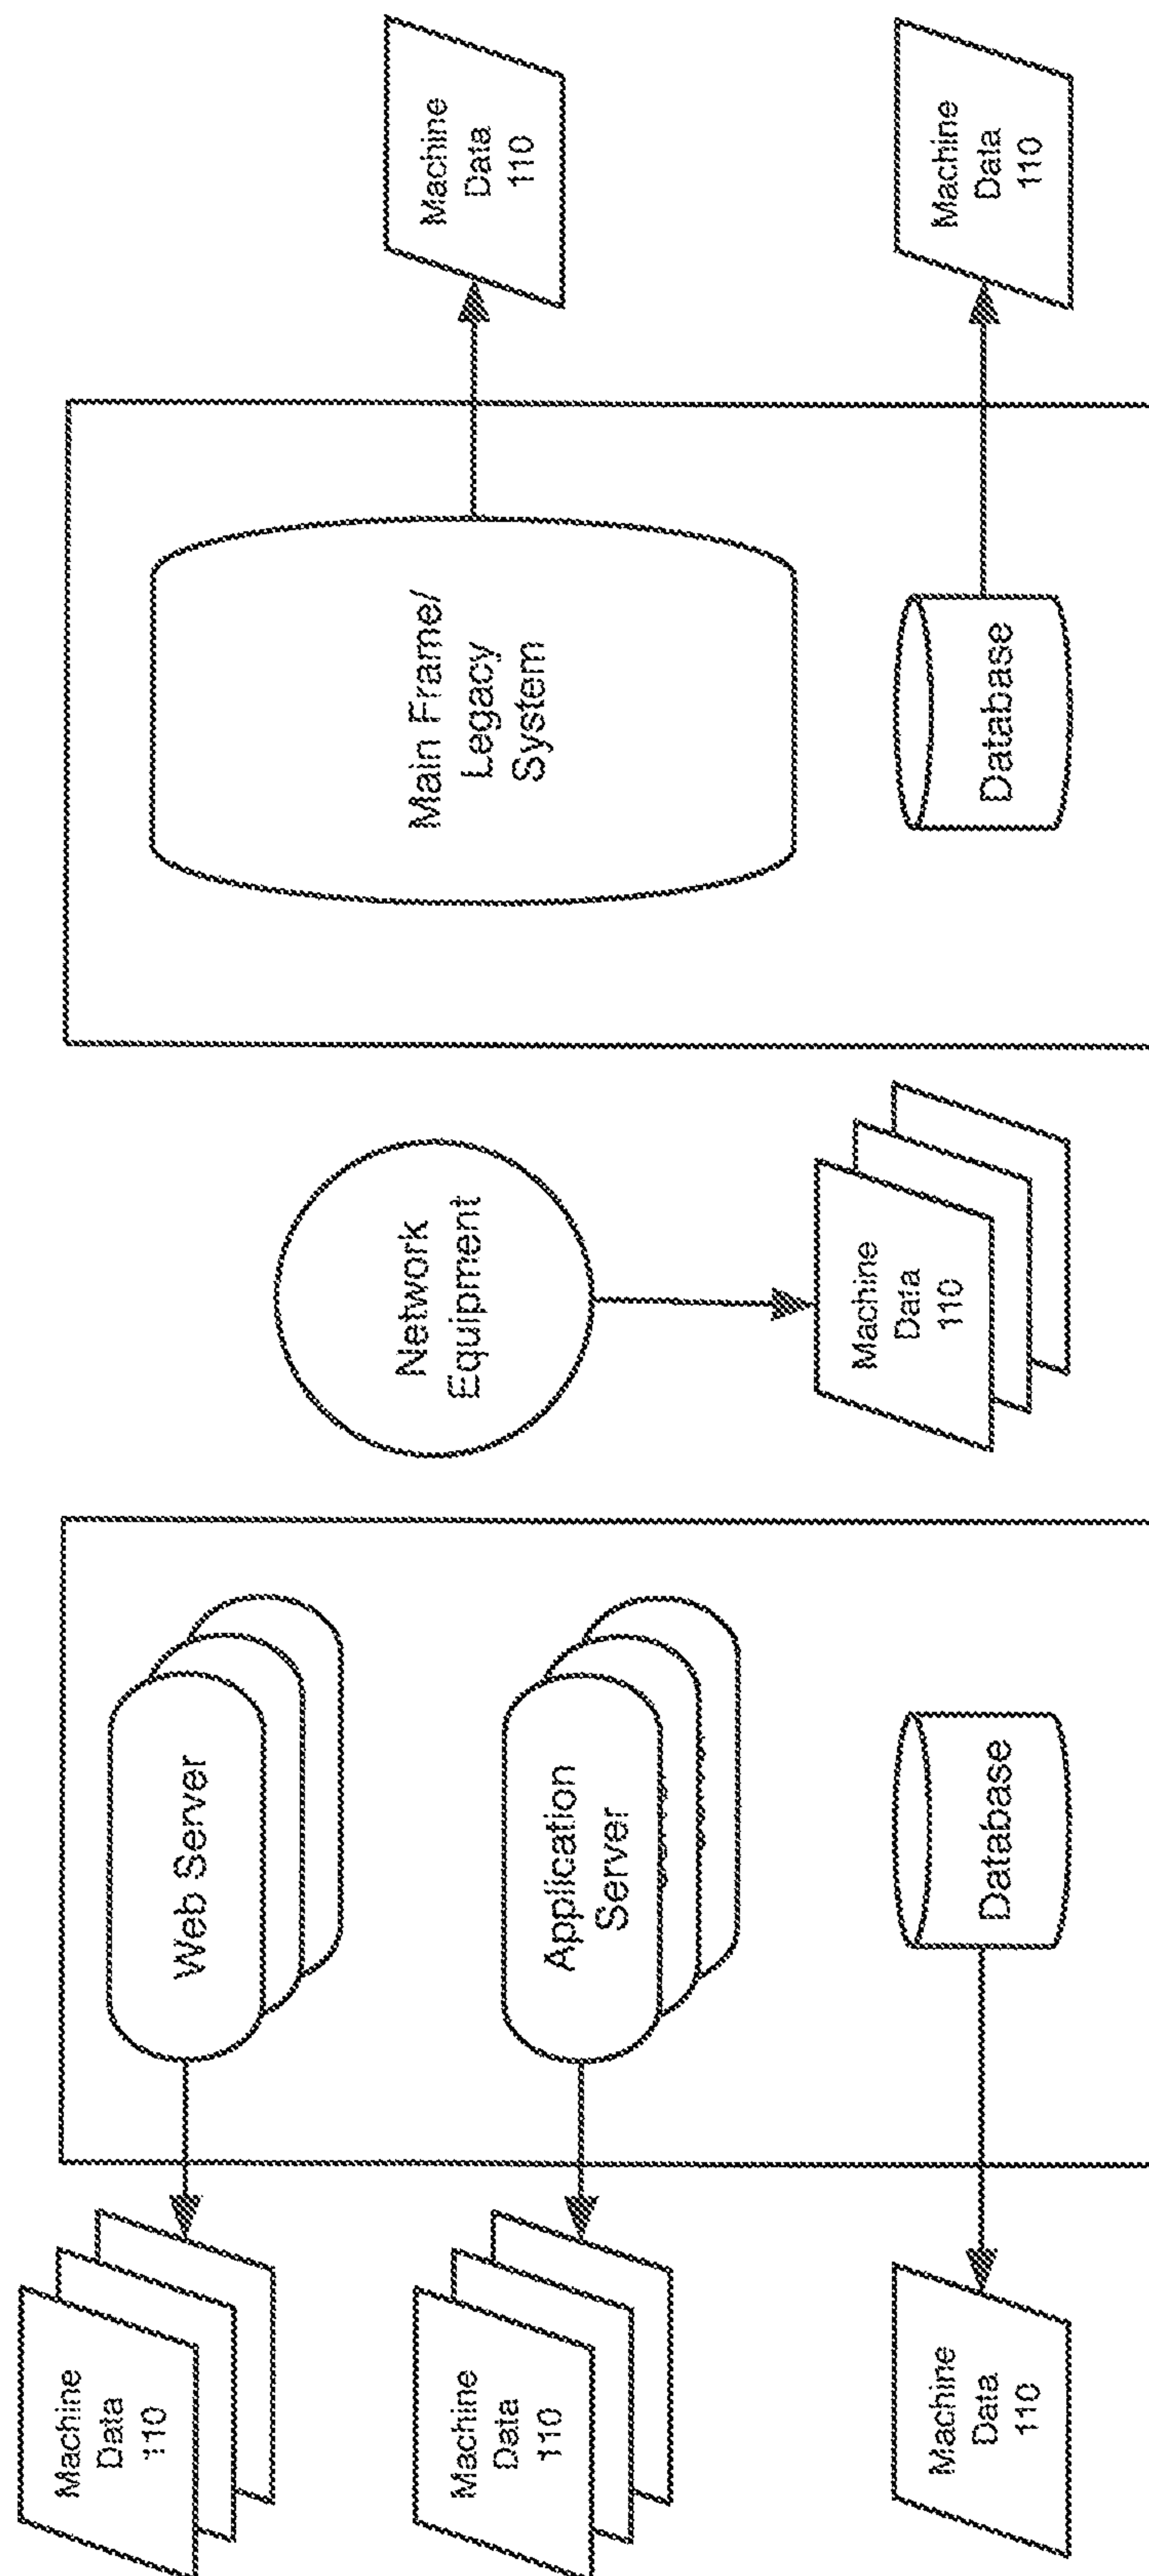 Machine
Data
110
Web Server
Machine
Data
110
Application
Server
Machine
Data
110
Database
Network
Equipment
Machine
Data
110
Main Frame/
Legacy
System
Machine
Data
110
Database
Machine
Data
110